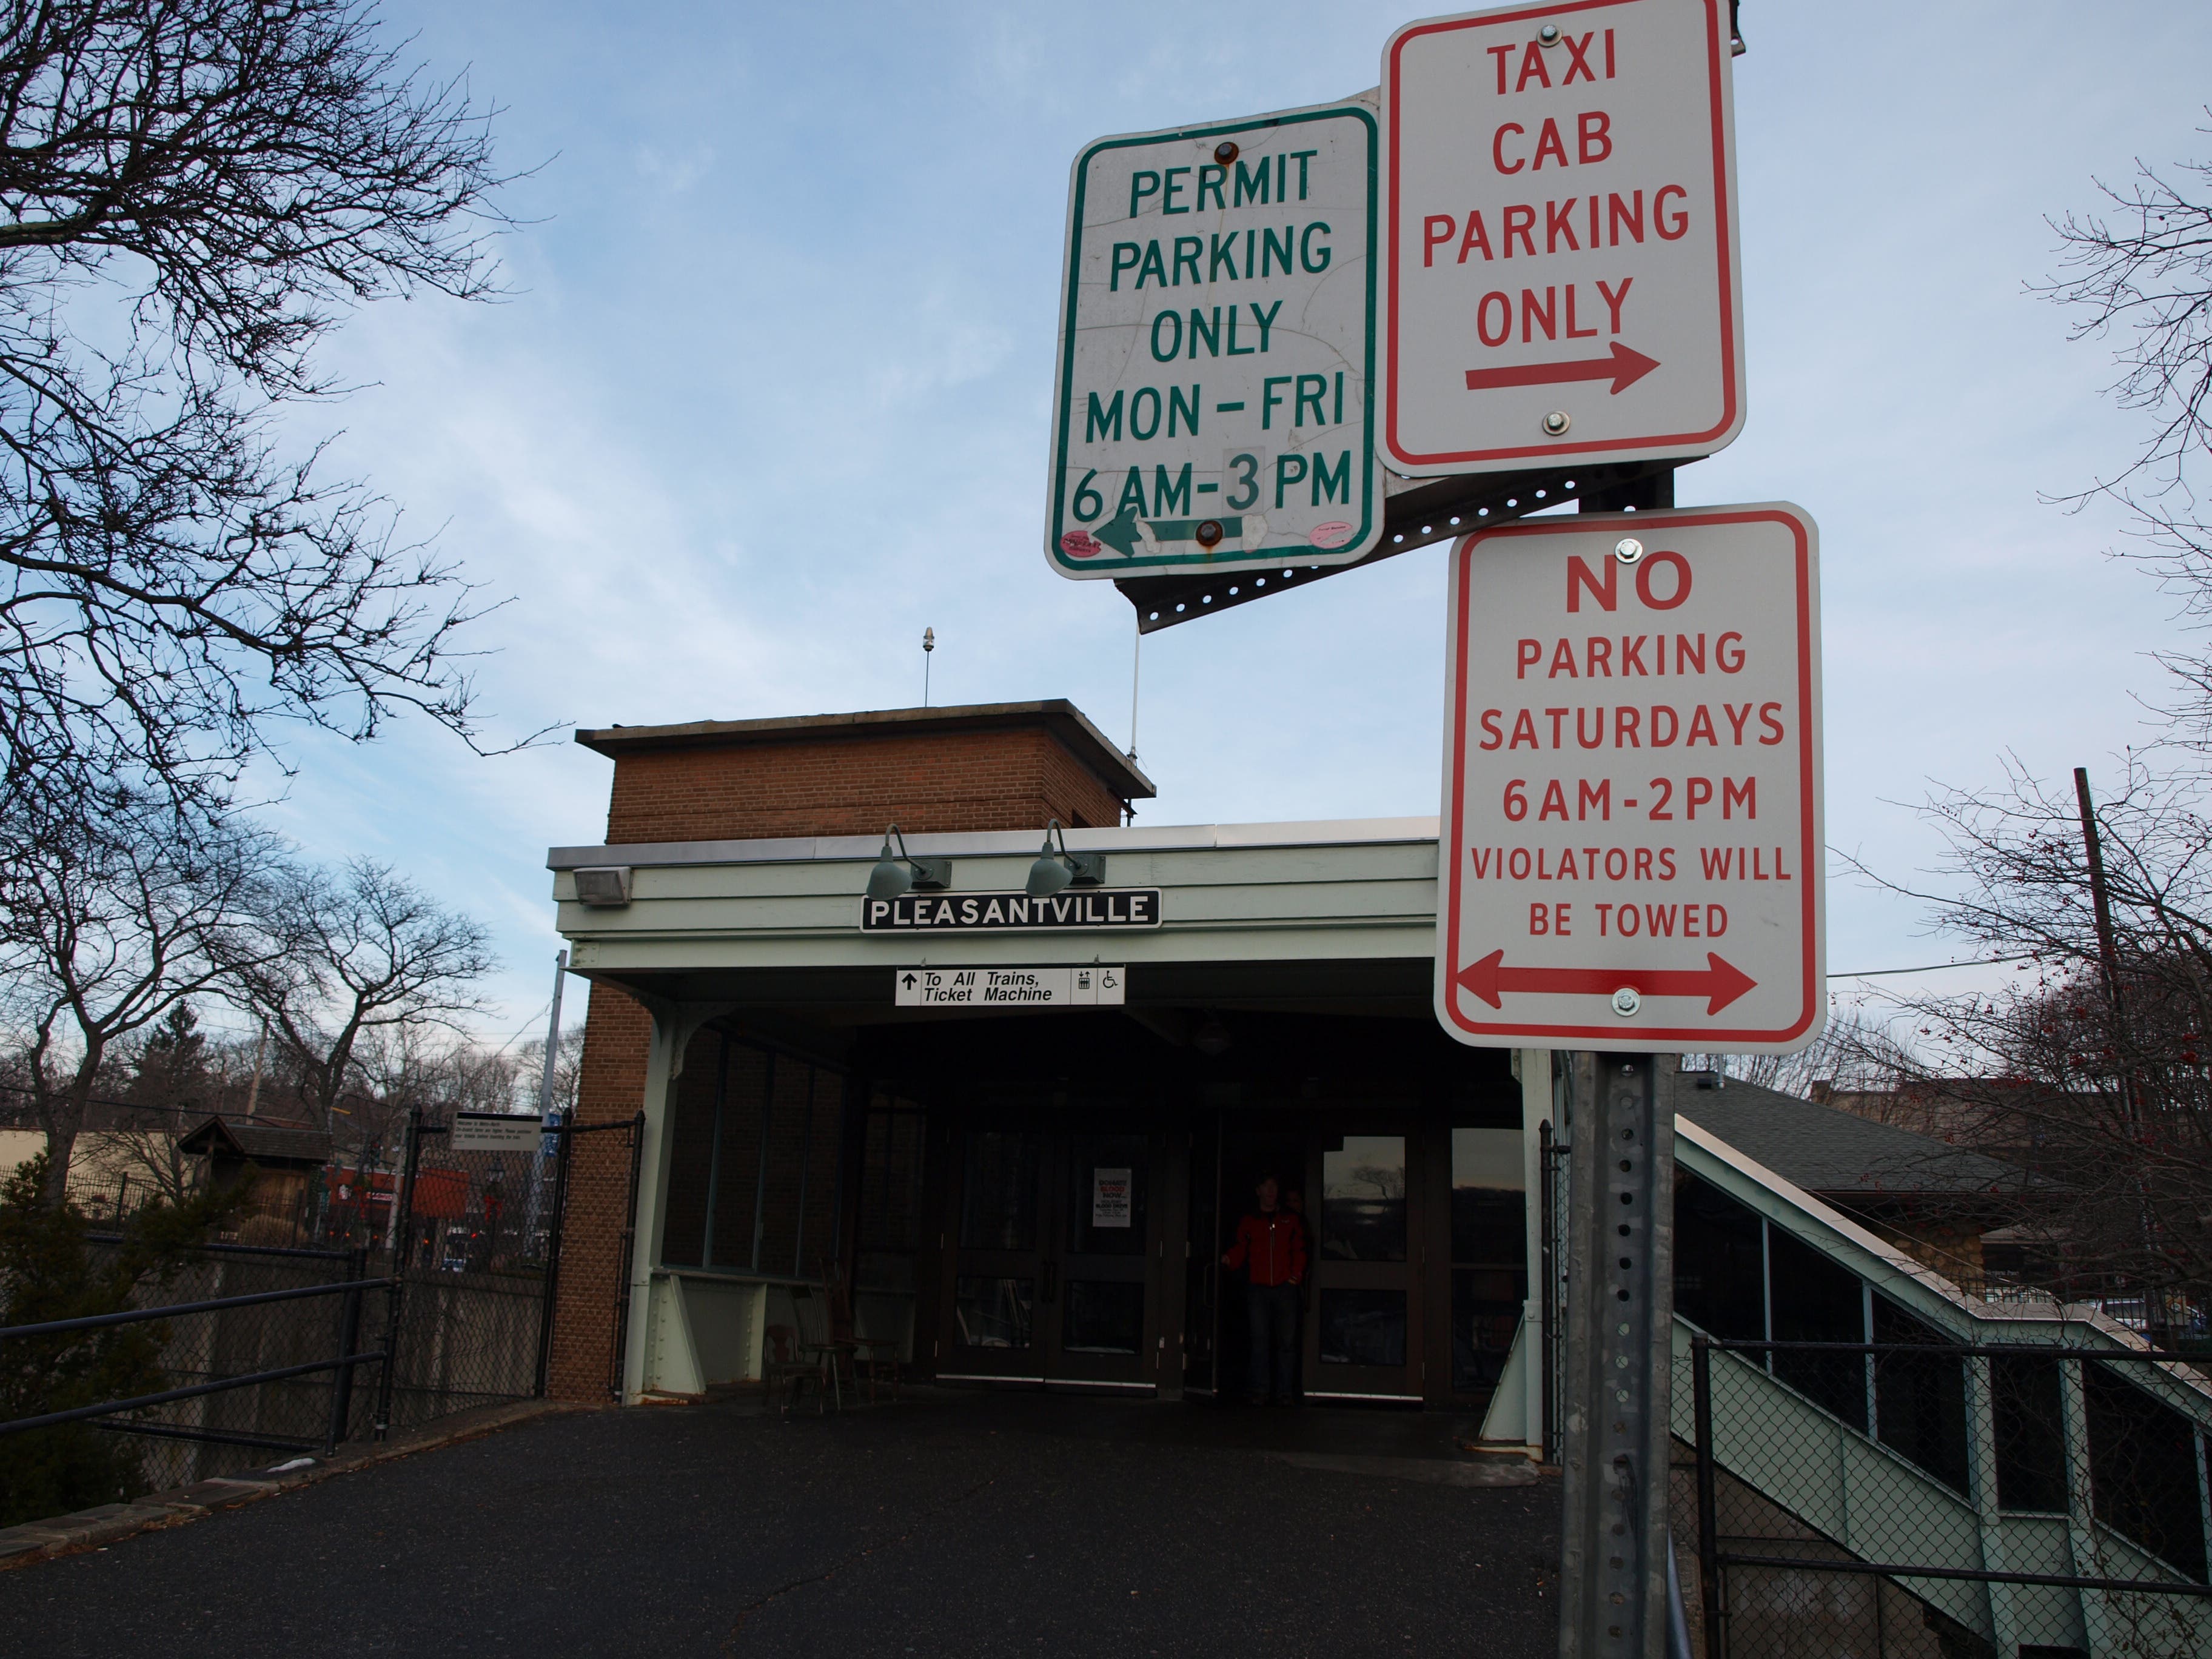 TAXI
CAB
PARKING
ONLY
PERMIT
PARKING
ONLY
MON - FRI
6 AM-3 PM
NO
PARKING
SATURDAYS
6AM-2PM
VIOLATORS WILL
BE TOWED
PLEASANTVILLE
To All Trains,
Ticket Machine